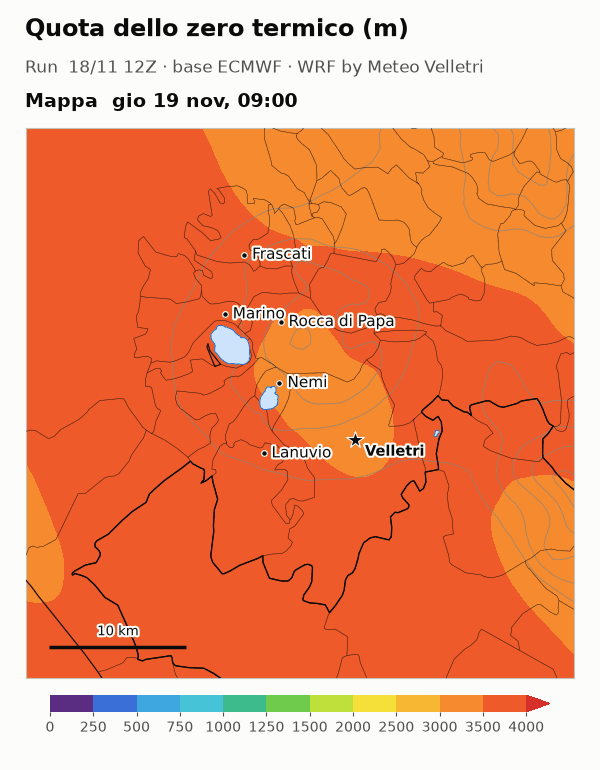 Quota dello zero termico (m)
Run  18/11 12Z · base ECMWF · WRF by Meteo Velletri
Mappa  gio 19 nov, 09:00
Frascati
Marino
Rocca di Papa
Nemi
Velletri
Lanuvio
10 km
0 250 500 750 1000 1250 1500 2000 2500 3000 3500 4000